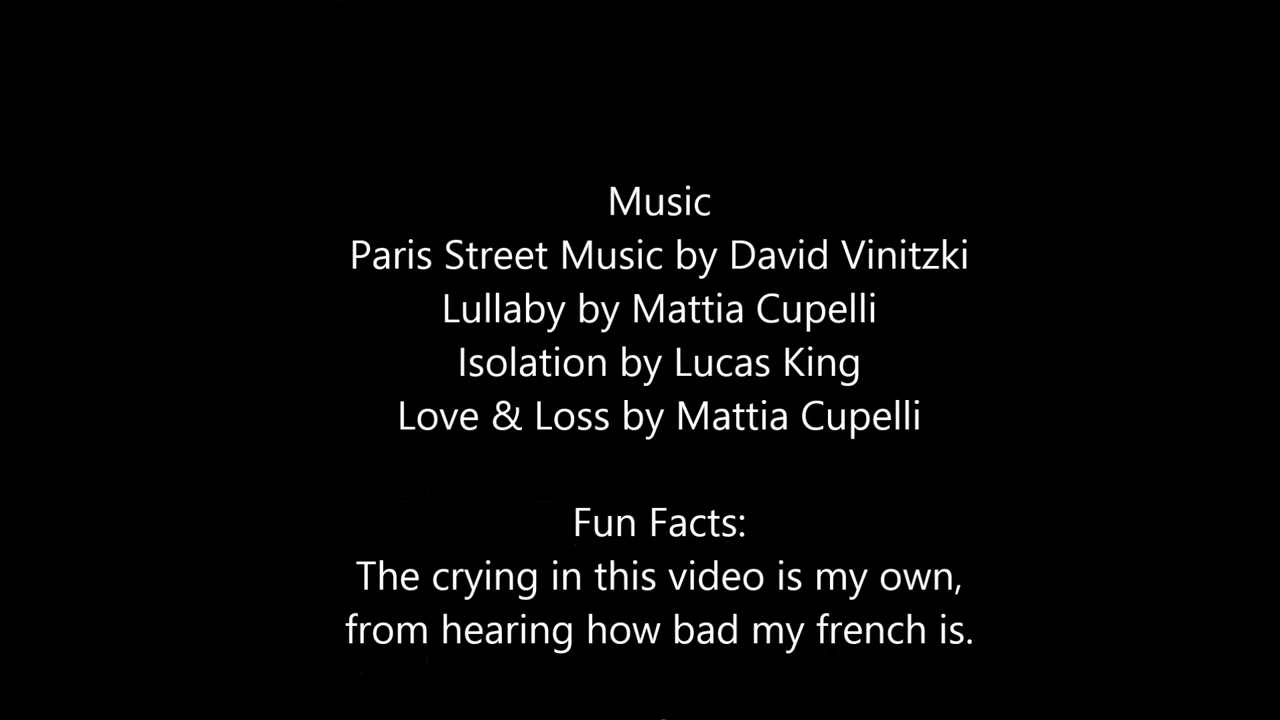 Music
Paris Street Music by David Vinitzki
Lullaby by Mattia Cupelli
Isolation by Lucas King
Love & Loss by Mattia Cupelli
Fun Facts:
The crying in this video is my own,
from hearing how bad my french is.